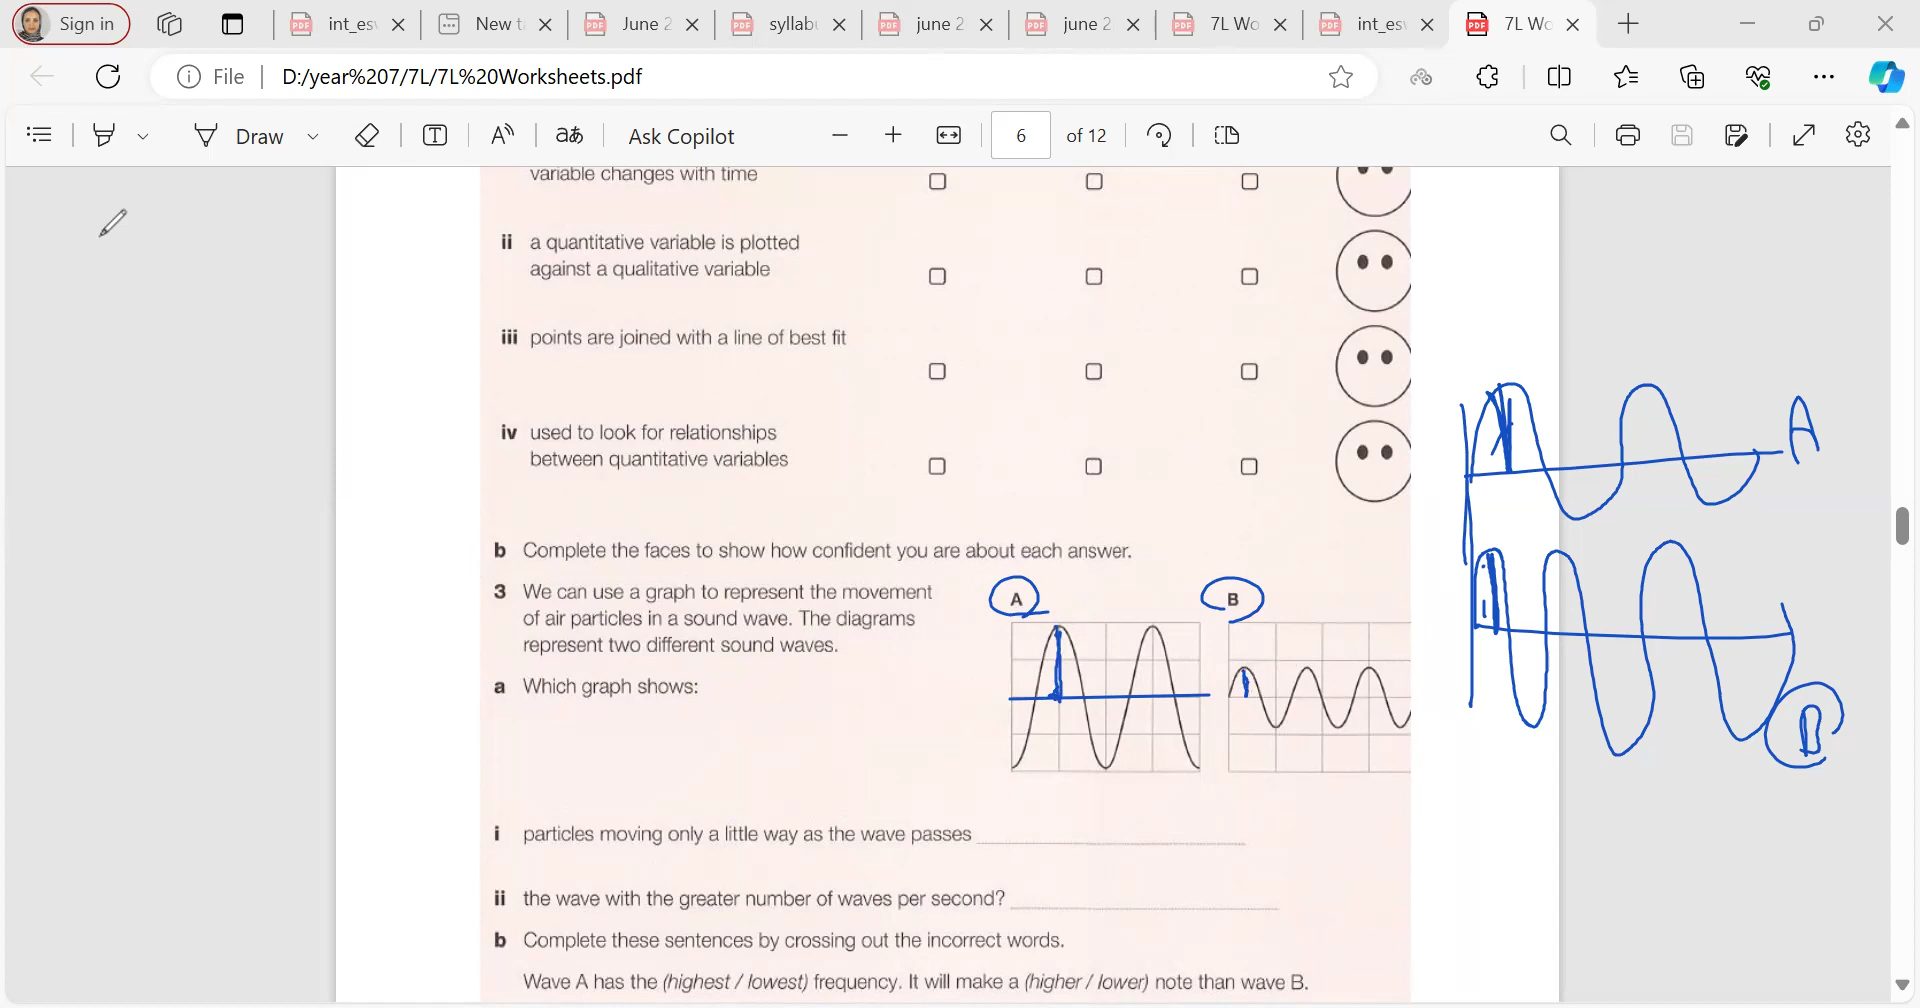 Sign in
int_es
New t
June 2
syllab
june 2
june 2
7L Wo
int_es
7L Wo
File
D:/year%207/7L/7L%20Worksheets.pdf
Draw
Ask Copilot
6 of 12
variable changes with time
ii a quantitative variable is plotted
against a qualitative variable
iii points are joined with a line of best fit
iv used to look for relationships
between quantitative variables
A
b Complete the faces to show how confident you are about each answer.
3 We can use a graph to represent the movement
of air particles in a sound wave. The diagrams
represent two different sound waves.
A
B
a Which graph shows:
B
i particles moving only a little way as the wave passes
ii the wave with the greater number of waves per second?
b Complete these sentences by crossing out the incorrect words.
Wave A has the (highest / lowest) frequency. It will make a (higher / lower) note than wave B.